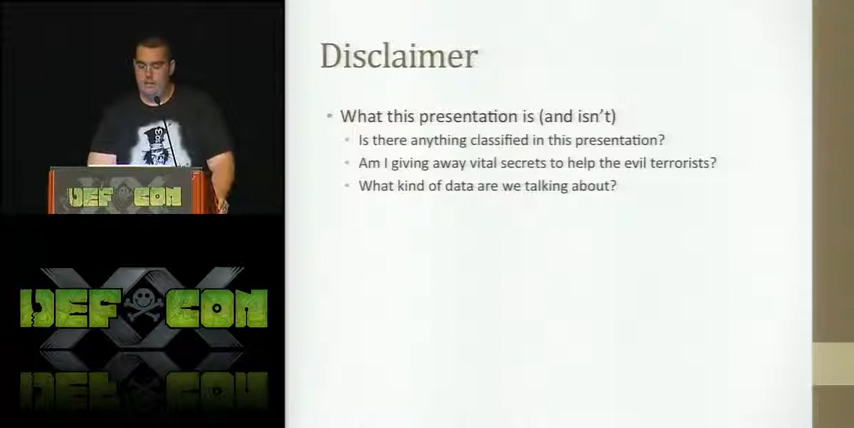 Disclaimer
• What this presentation is (and isn't)
• Is there anything classified in this presentation?
• Am I giving away vital secrets to help the evil terrorists?
• What kind of data are we talking about?
DEF CON
XX
DEF CON